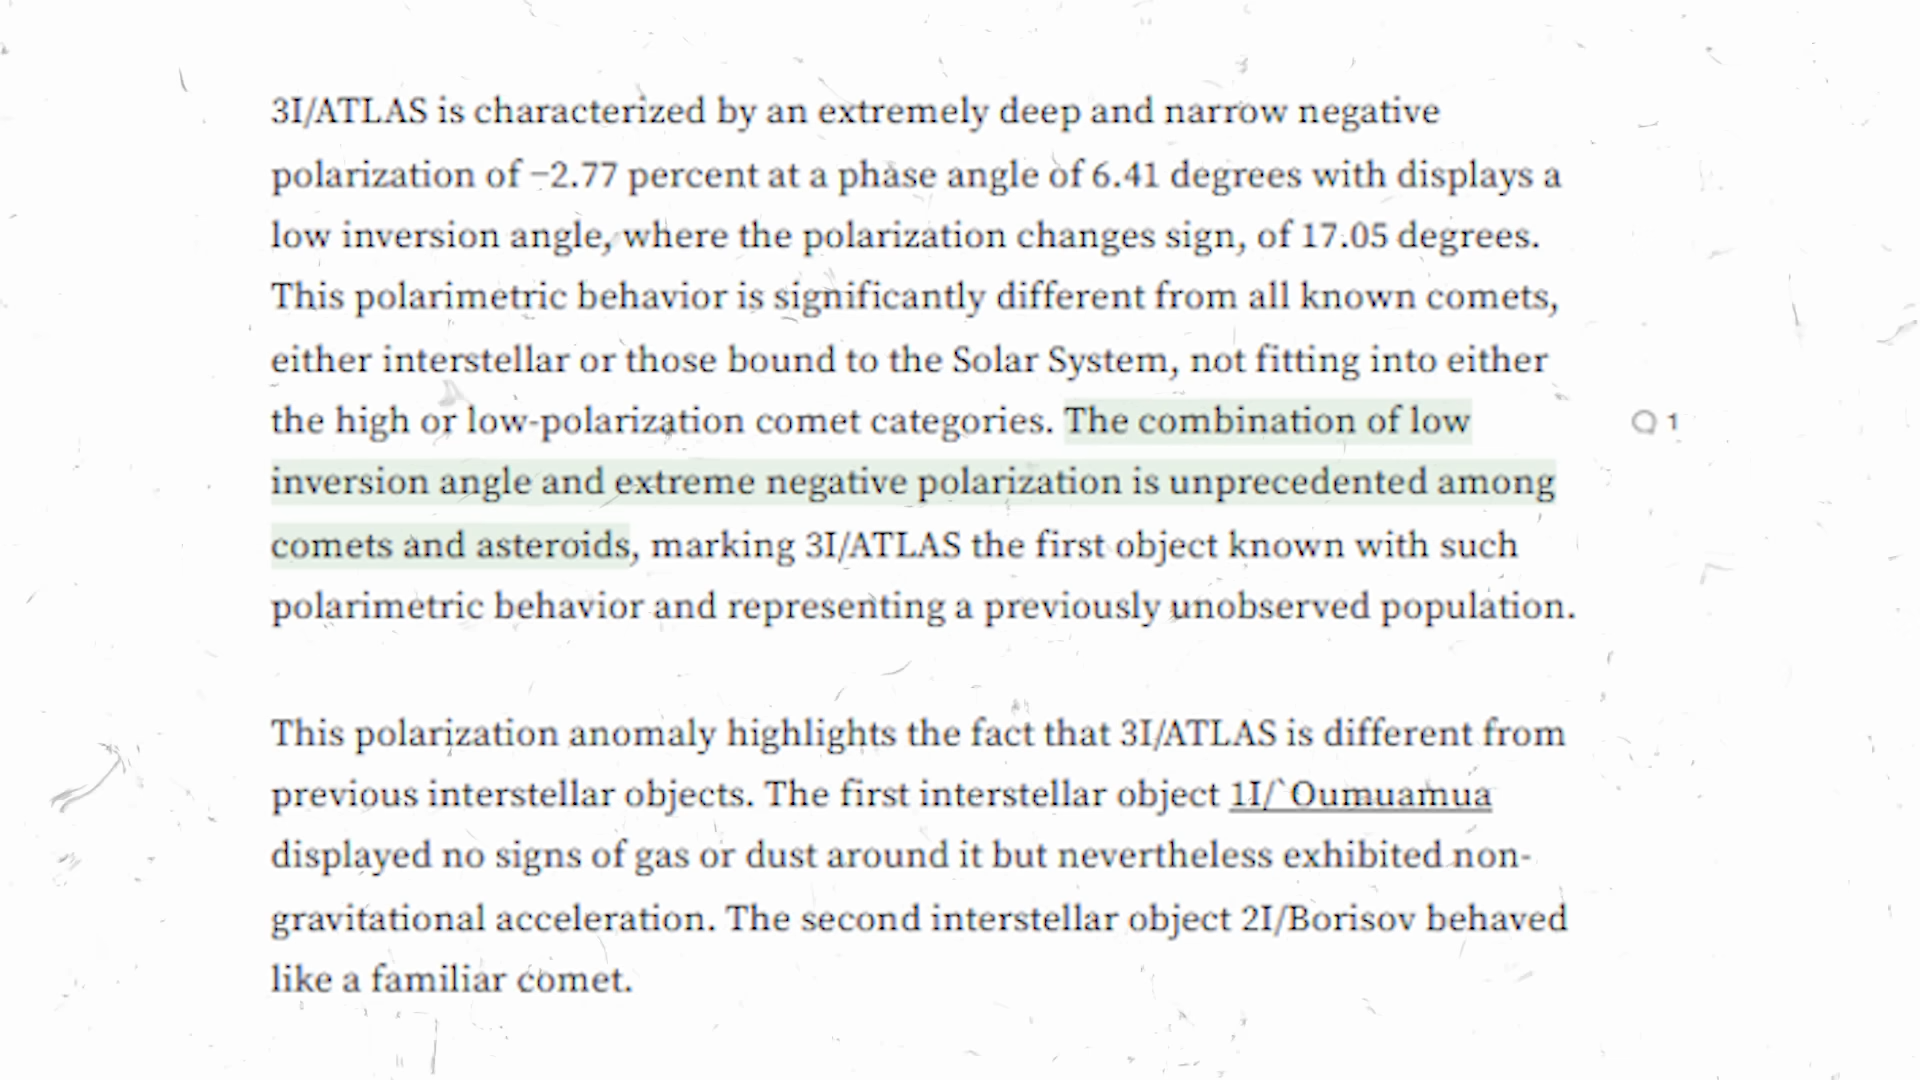 3I/ATLAS is characterized by an extremely deep and narrow negative
polarization of −2.77 percent at a phase angle of 6.41 degrees with displays a
low inversion angle, where the polarization changes sign, of 17.05 degrees.
This polarimetric behavior is significantly different from all known comets,
either interstellar or those bound to the Solar System, not fitting into either
the high or low-polarization comet categories. The combination of low
1
inversion angle and extreme negative polarization is unprecedented among
comets and asteroids, marking 3I/ATLAS the first object known with such
polarimetric behavior and representing a previously unobserved population.
This polarization anomaly highlights the fact that 3I/ATLAS is different from
previous interstellar objects. The first interstellar object 1I/`Oumuamua
displayed no signs of gas or dust around it but nevertheless exhibited non-
gravitational acceleration. The second interstellar object 2I/Borisov behaved
like a familiar comet.